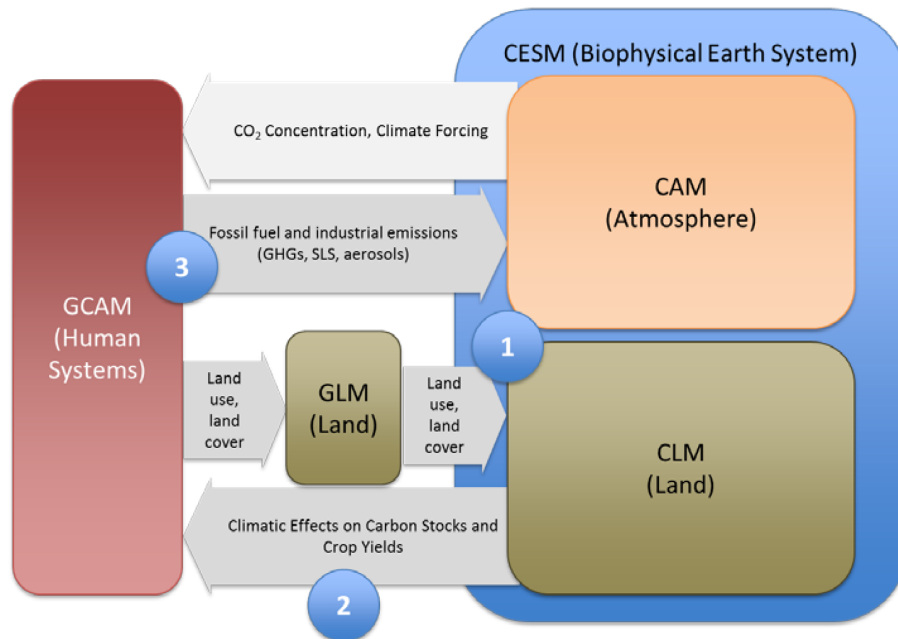 CESM (Biophysical Earth System)
CO₂ Concentration, Climate Forcing
CAM
(Atmosphere)
Fossil fuel and industrial emissions
(GHGs, SLS, aerosols)
3
GCAM
(Human
Systems)
1
Land
use,
land
cover
GLM
(Land)
Land
use,
land
cover
CLM
(Land)
Climatic Effects on Carbon Stocks and
Crop Yields
2